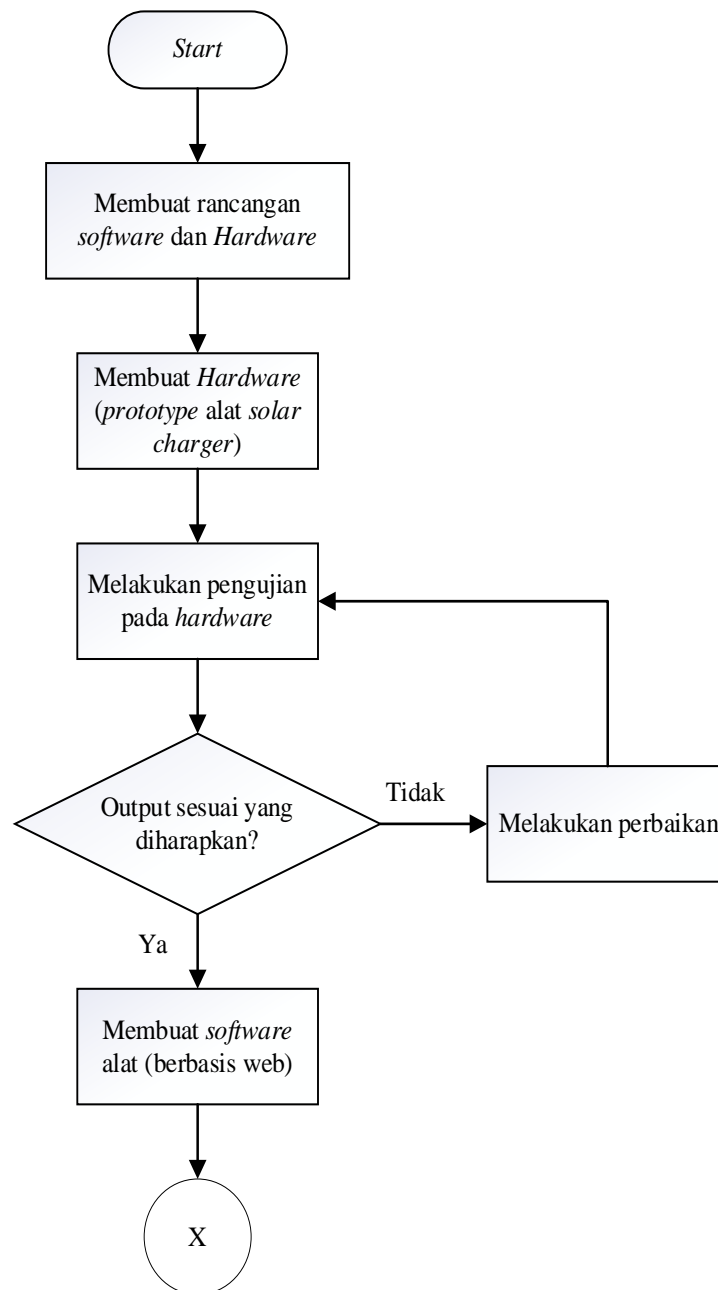 Start
Membuat rancangan
software dan Hardware
Membuat Hardware
(prototype alat solar
charger)
Melakukan pengujian
pada hardware
Output sesuai yang
diharapkan?
Tidak
Melakukan perbaikan
Ya
Membuat software
alat (berbasis web)
X